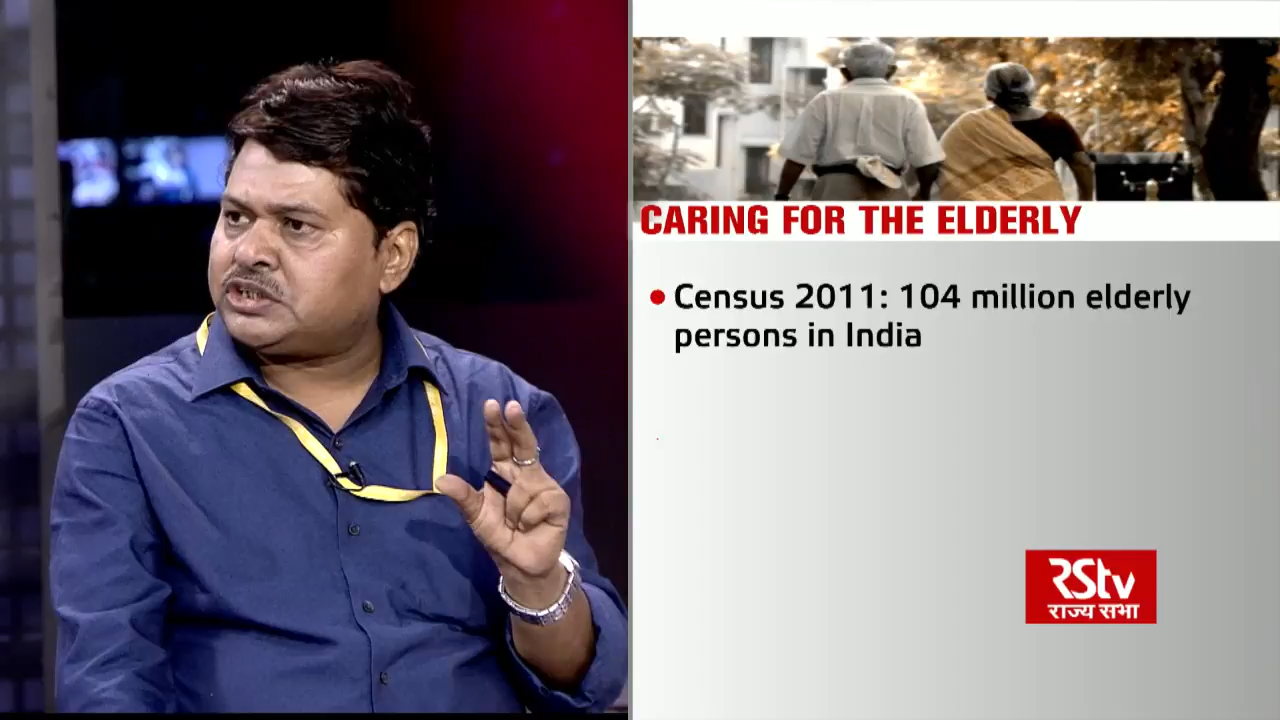 CARING FOR THE ELDERLY
• Census 2011: 104 million elderly
persons in India
RSTV
राज्य सभा